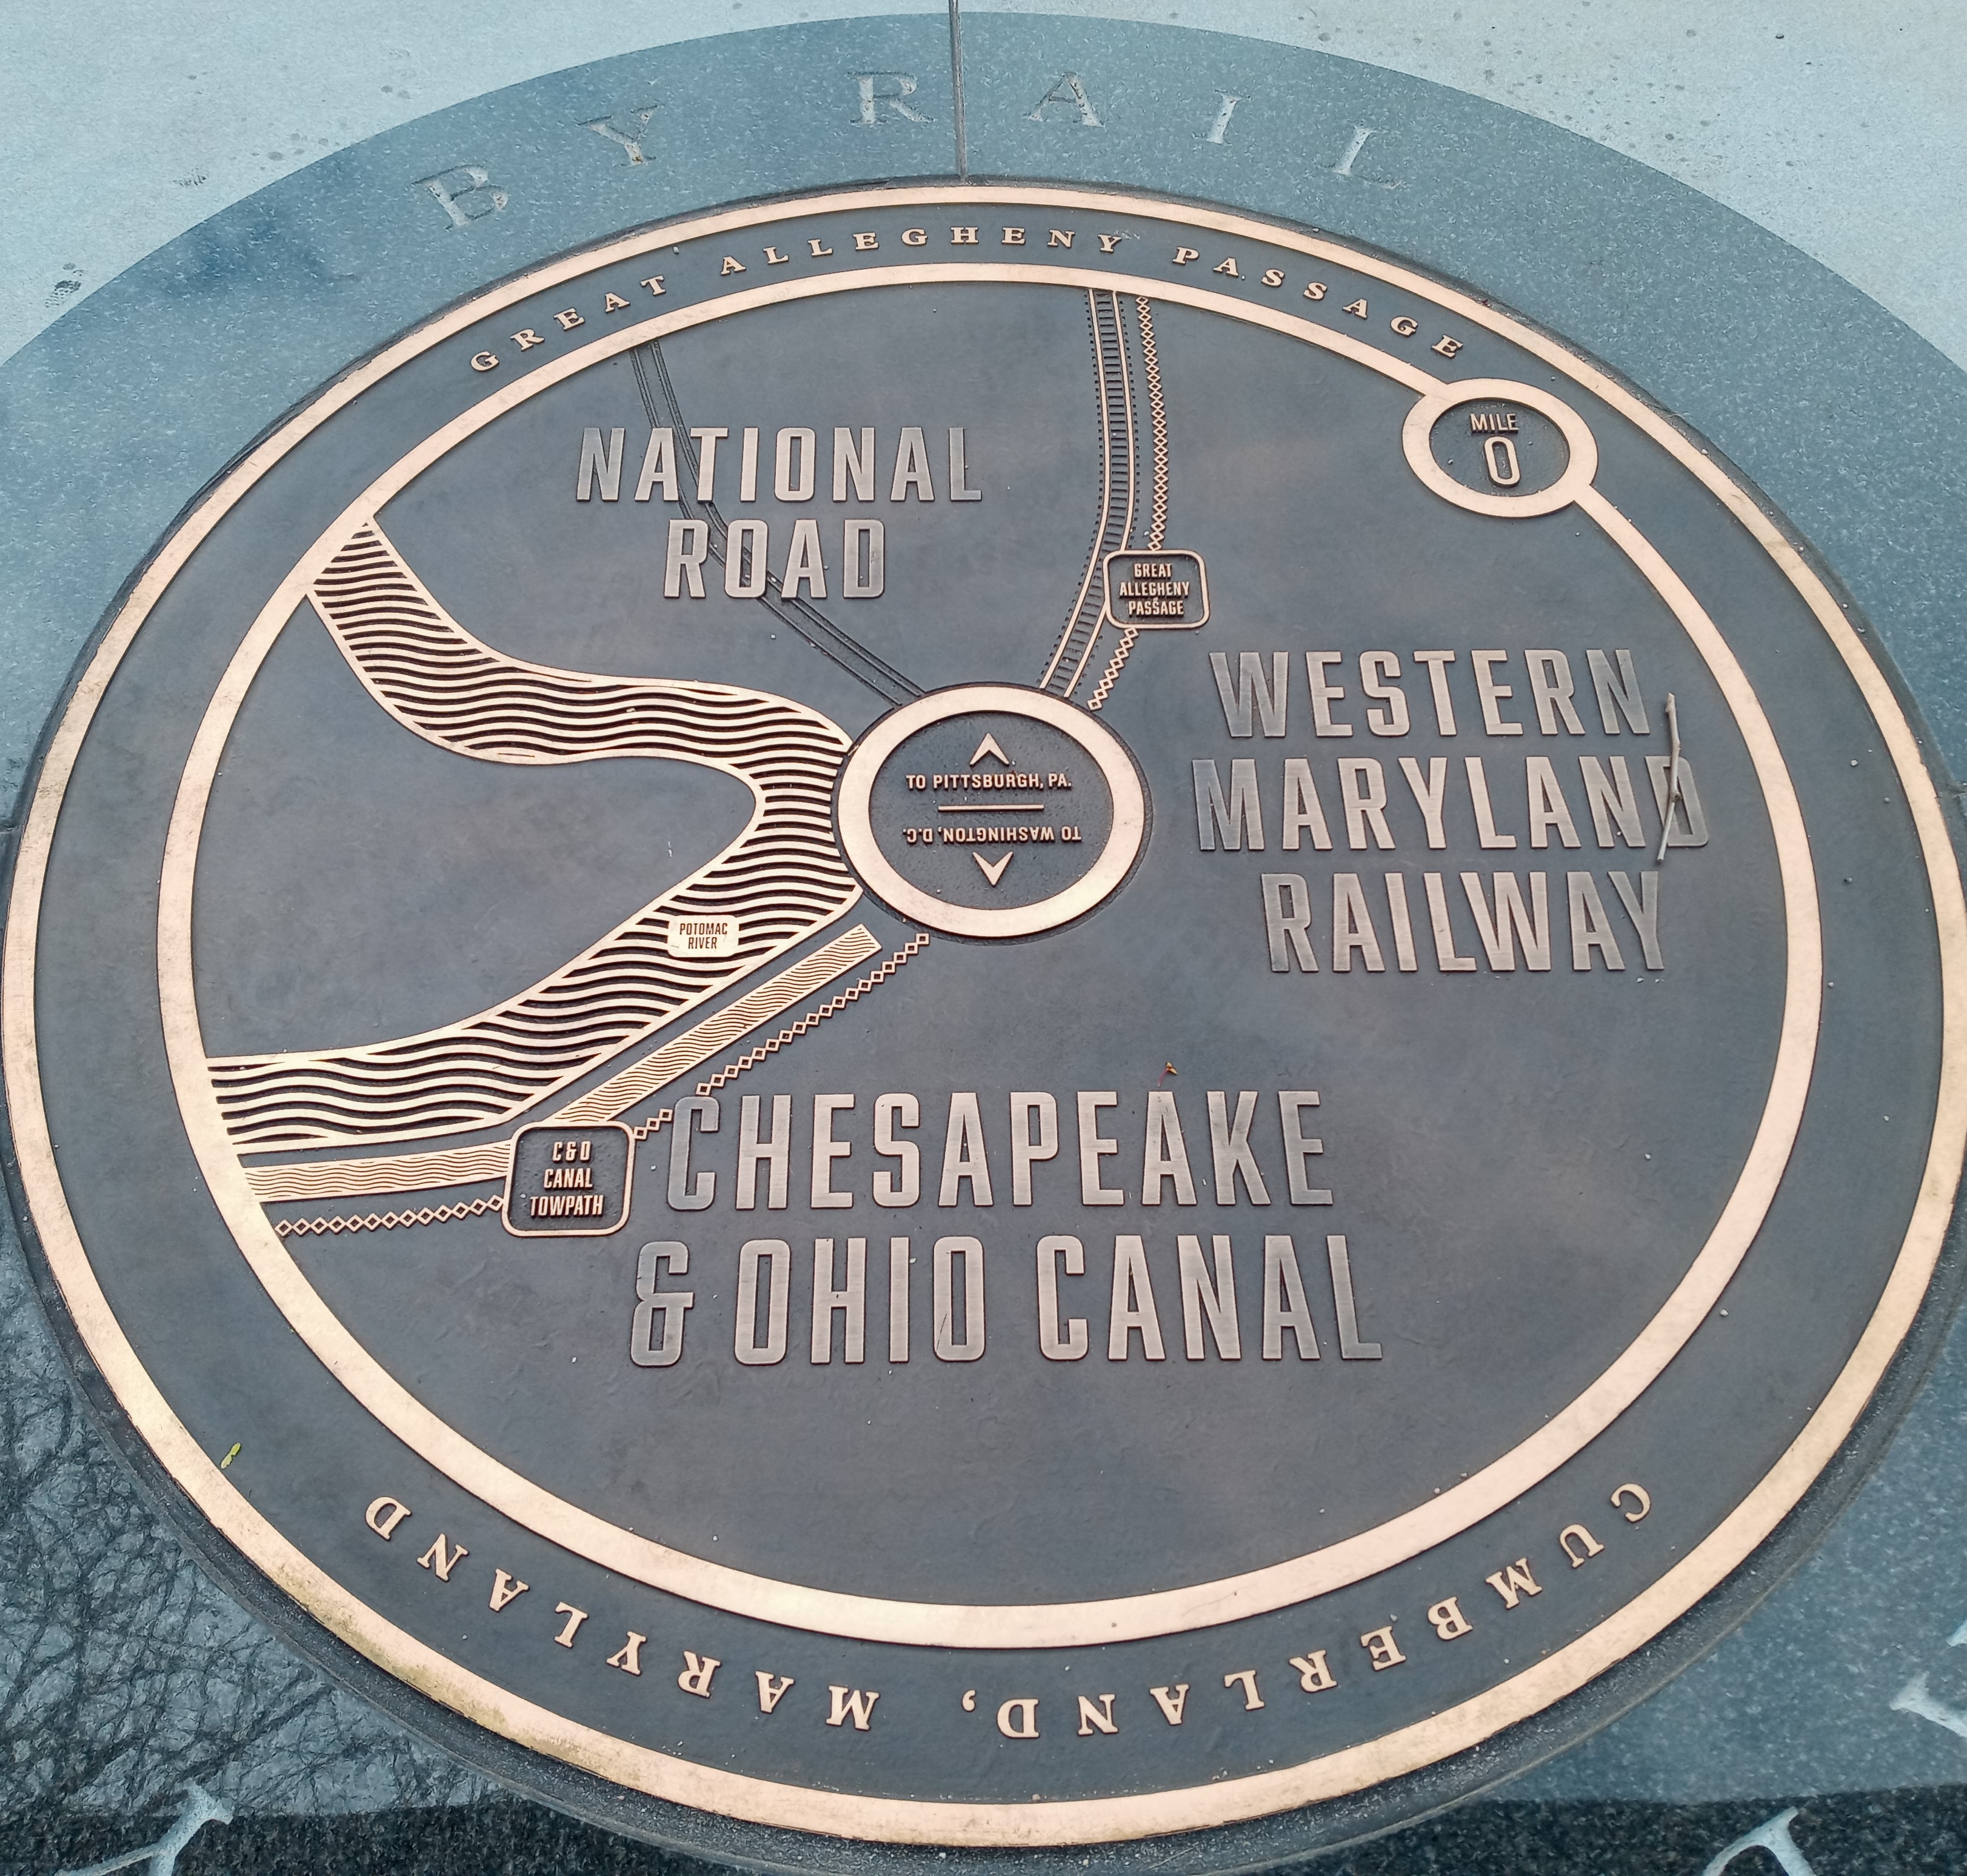 BY RAIL
GREAT ALLEGHENY PASSAGE
MILE
0
NATIONAL
ROAD
GREAT
ALLEGHENY
PASSAGE
WESTERN
MARYLAND
RAILWAY
TO PITTSBURGH, PA.
TO WASHINGTON, D.C.
POTOMAC
RIVER
C&O
CANAL
TOWPATH
CHESAPEAKE
& OHIO CANAL
CUMBERLAND, MARYLAND